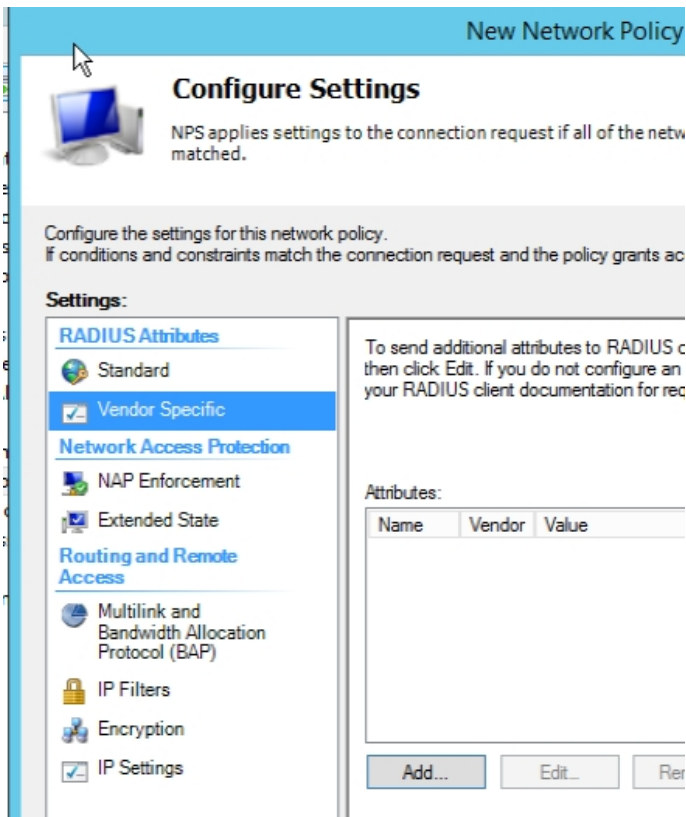 New Network Policy
Configure Settings
NPS applies settings to the connection request if all of the netw
matched.
Configure the settings for this network policy.
If conditions and constraints match the connection request and the policy grants ac
Settings:
RADIUS Attributes
Standard
Vendor Specific
Network Access Protection
NAP Enforcement
Extended State
Routing and Remote
Access
Multilink and
Bandwidth Allocation
Protocol (BAP)
IP Filters
Encryption
IP Settings
To send additional attributes to RADIUS c
then click Edit. If you do not configure an
your RADIUS client documentation for req
Attributes:
Name Vendor Value
Add... Edit... Rer